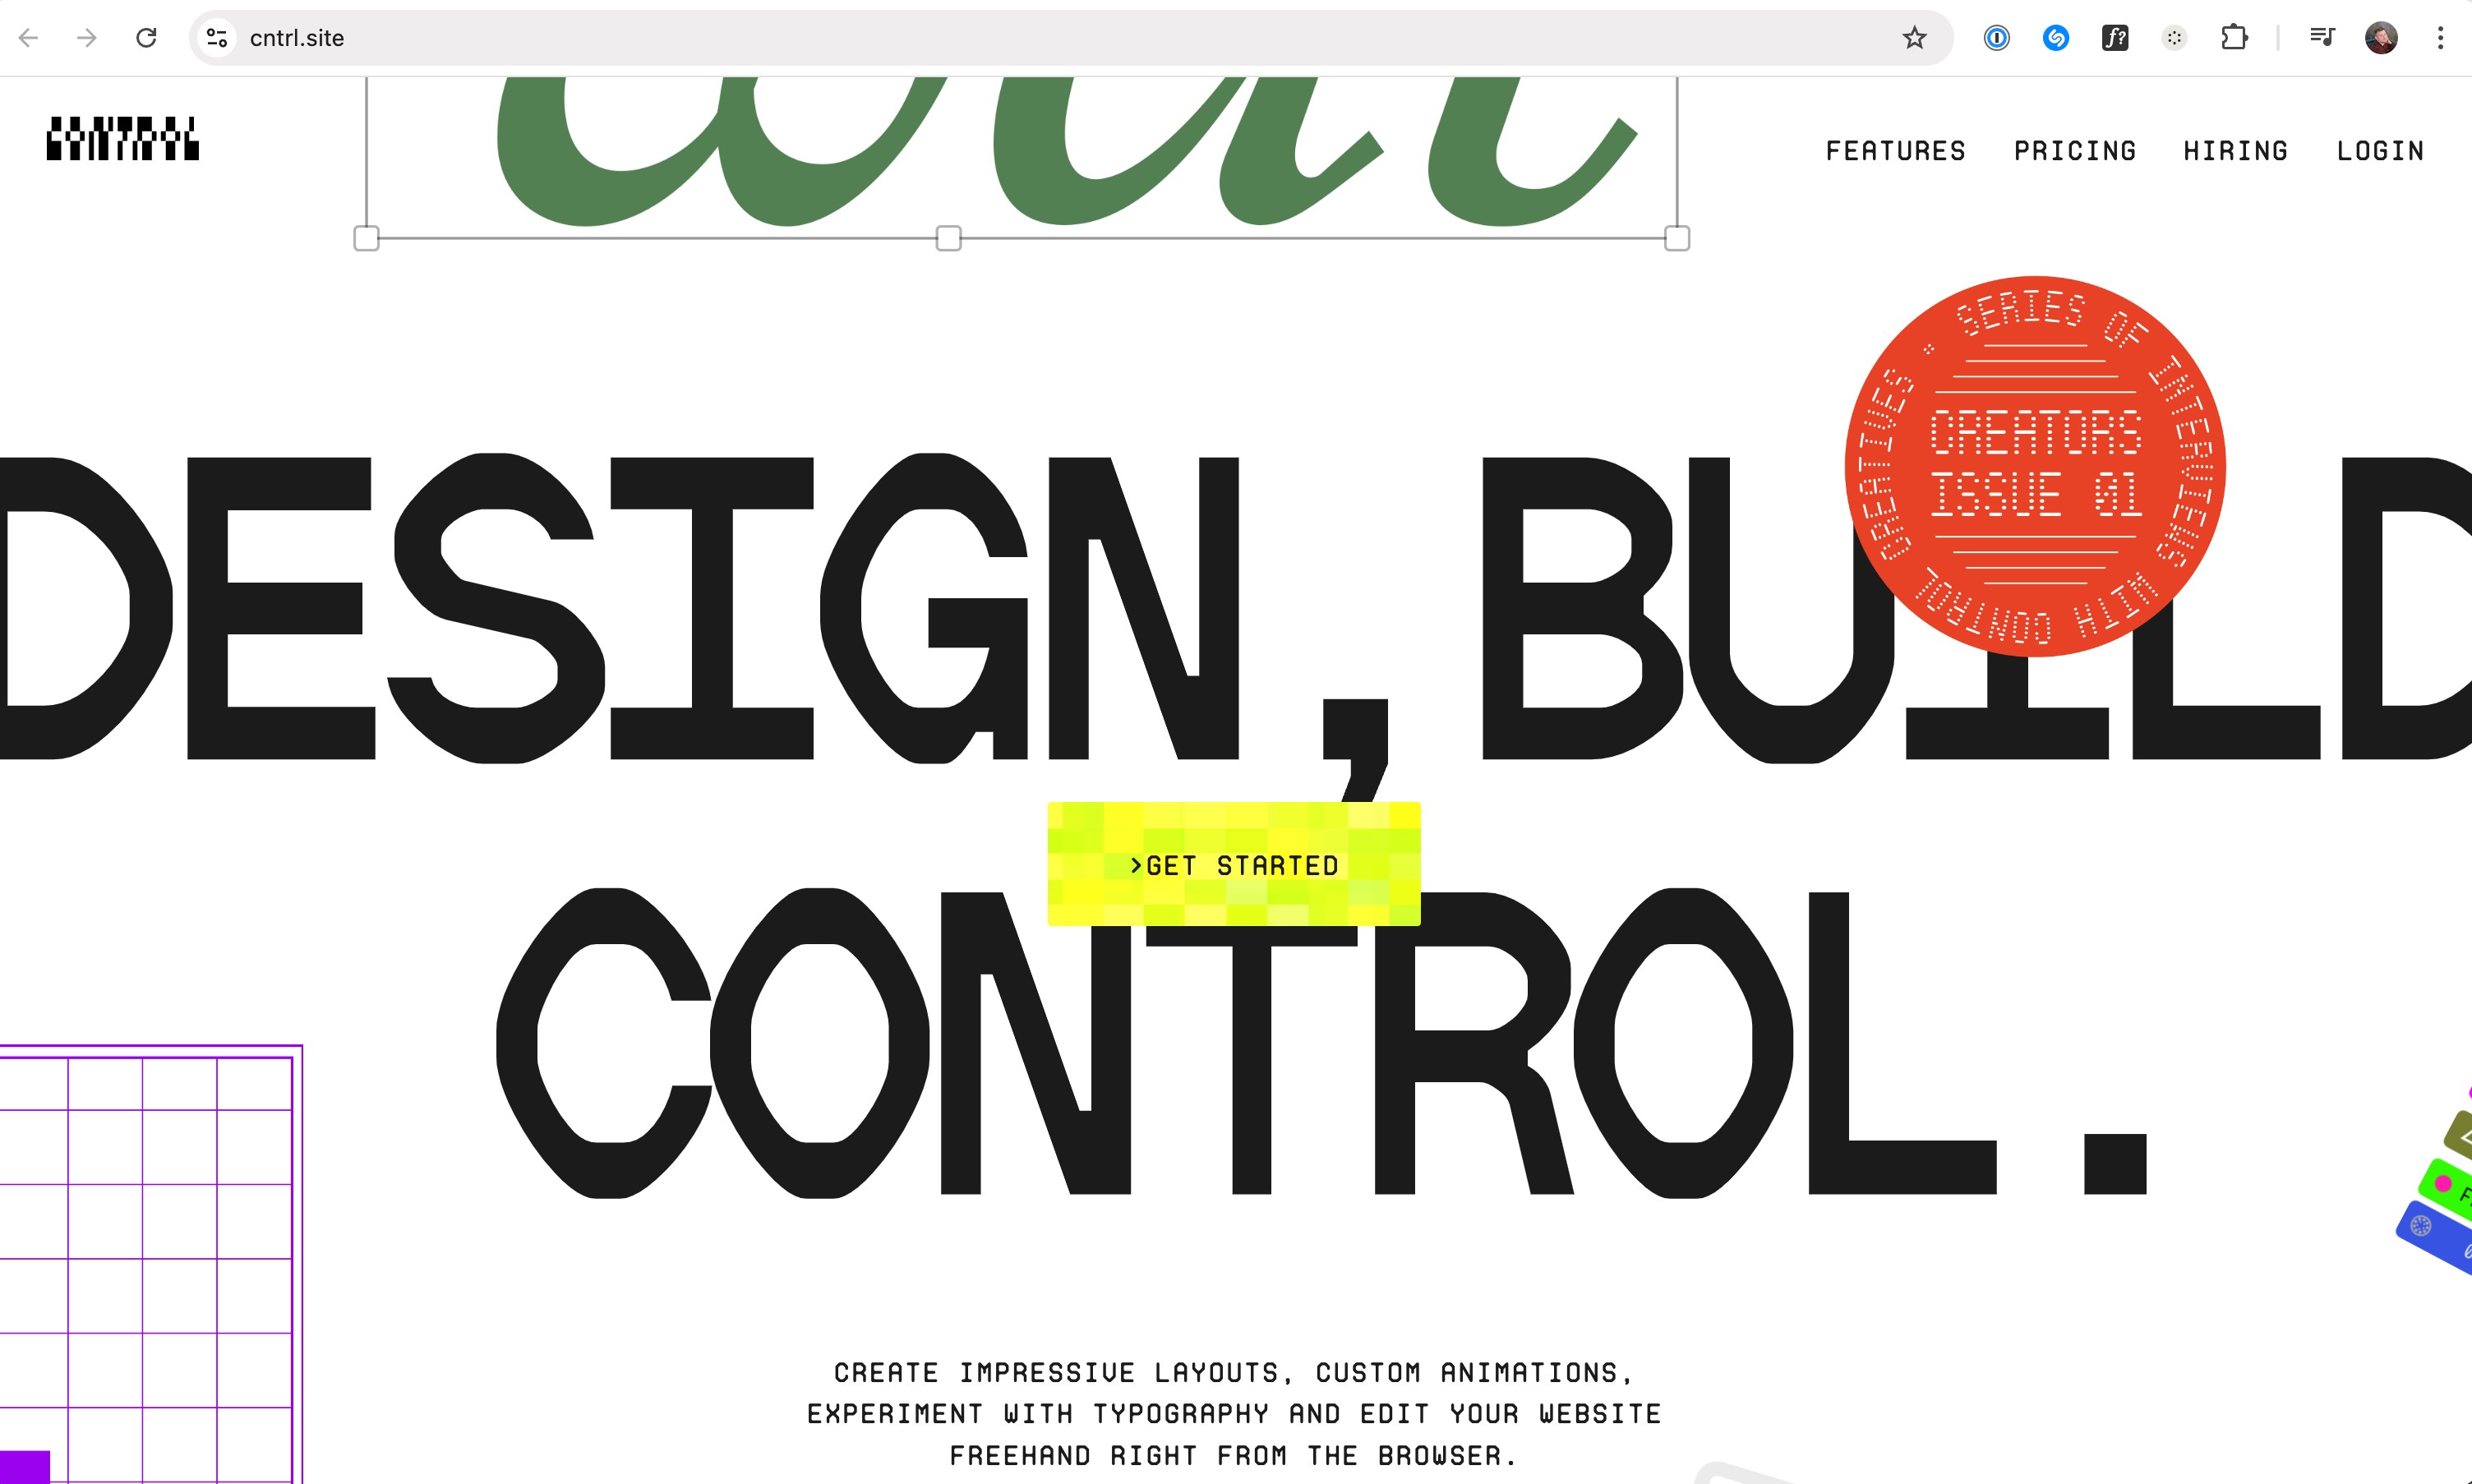 cntrl.site
f?
CONTROL
FEATURES PRICING HIRING LOGIN
SERIES OF INTERVIEWS WITH CONTROL CREATIVES
CREATORS
ISSUE 01
DESIGN, BUILD
>GET STARTED
CONTROL.
CREATE IMPRESSIVE LAYOUTS, CUSTOM ANIMATIONS,
EXPERIMENT WITH TYPOGRAPHY AND EDIT YOUR WEBSITE
FREEHAND RIGHT FROM THE BROWSER.